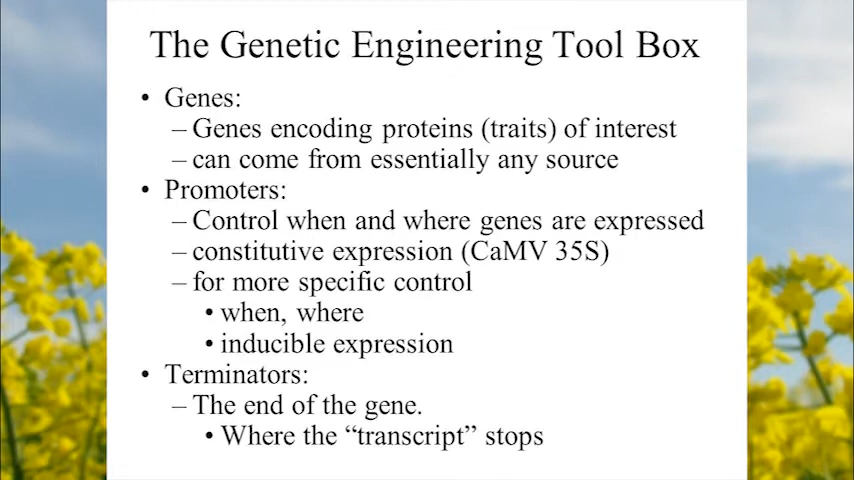 The Genetic Engineering Tool Box
• Genes:
– Genes encoding proteins (traits) of interest
– can come from essentially any source
• Promoters:
– Control when and where genes are expressed
– constitutive expression (CaMV 35S)
– for more specific control
• when, where
• inducible expression
• Terminators:
– The end of the gene.
• Where the “transcript” stops